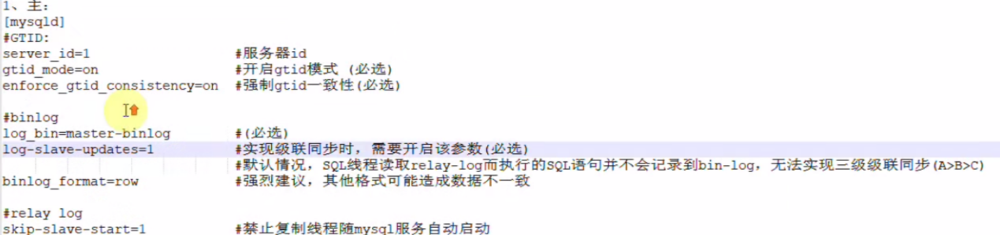 1、主:
[mysqld]
#GTID:
server_id=1 #服务器id
gtid_mode=on #开启gtid模式 (必选)
enforce_gtid_consistency=on #强制gtid一致性(必选)
#binlog
log_bin=master-binlog #(必选)
log-slave-updates=1 #实现级联同步时，需要开启该参数(必选)
#默认情况，SQL线程读取relay-log而执行的SQL语句并不会记录到bin-log，无法实现三级级联同步(A>B>C)
binlog_format=row #强烈建议，其他格式可能造成数据不一致
#relay log
skip-slave-start=1 #禁止复制线程随mysql服务自动启动